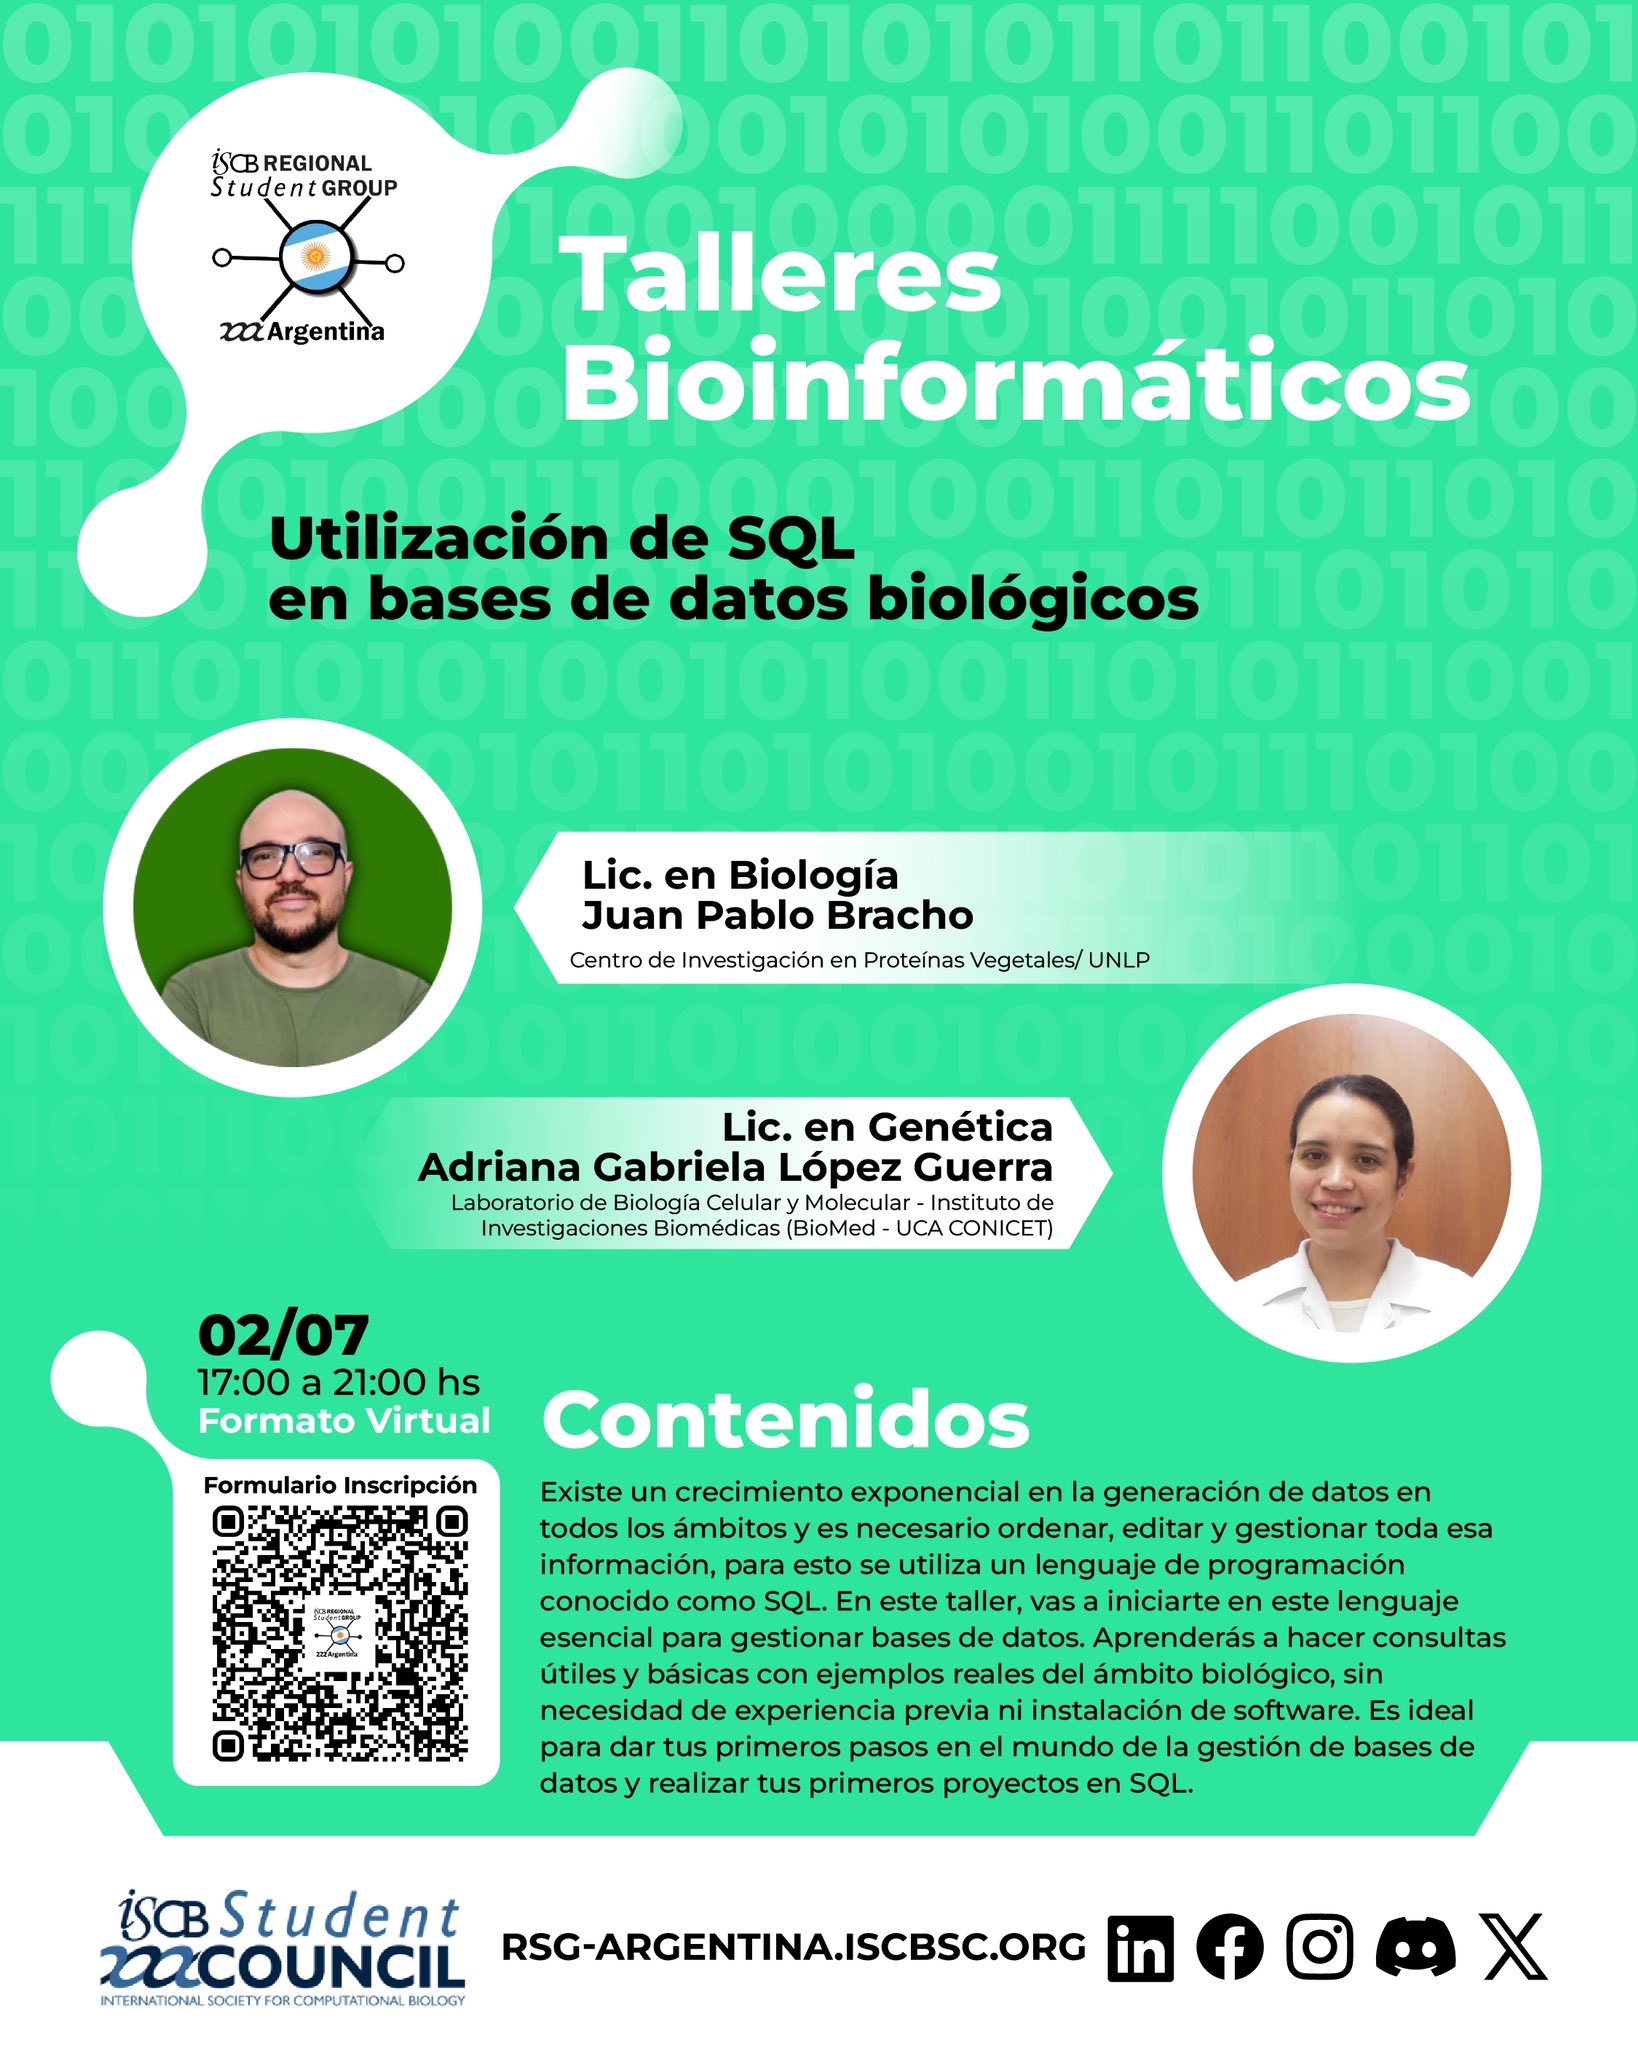 iSCB REGIONAL
Student GROUP
Argentina
Talleres
Bioinformáticos
Utilización de SQL
en bases de datos biológicos
Lic. en Biología
Juan Pablo Bracho
Centro de Investigación en Proteínas Vegetales/ UNLP
Lic. en Genética
Adriana Gabriela López Guerra
Laboratorio de Biología Celular y Molecular - Instituto de
Investigaciones Biomédicas (BioMed - UCA CONICET)
02/07
17:00 a 21:00 hs
Formato Virtual
Formulario Inscripción
iSCB REGIONAL
Student GROUP
Argentina
Contenidos
Existe un crecimiento exponencial en la generación de datos en
todos los ámbitos y es necesario ordenar, editar y gestionar toda esa
información, para esto se utiliza un lenguaje de programación
conocido como SQL. En este taller, vas a iniciarte en este lenguaje
esencial para gestionar bases de datos. Aprenderás a hacer consultas
útiles y básicas con ejemplos reales del ámbito biológico, sin
necesidad de experiencia previa ni instalación de software. Es ideal
para dar tus primeros pasos en el mundo de la gestión de bases de
datos y realizar tus primeros proyectos en SQL.
iSCB Student
COUNCIL
INTERNATIONAL SOCIETY FOR COMPUTATIONAL BIOLOGY
RSG-ARGENTINA.ISCBSC.ORG